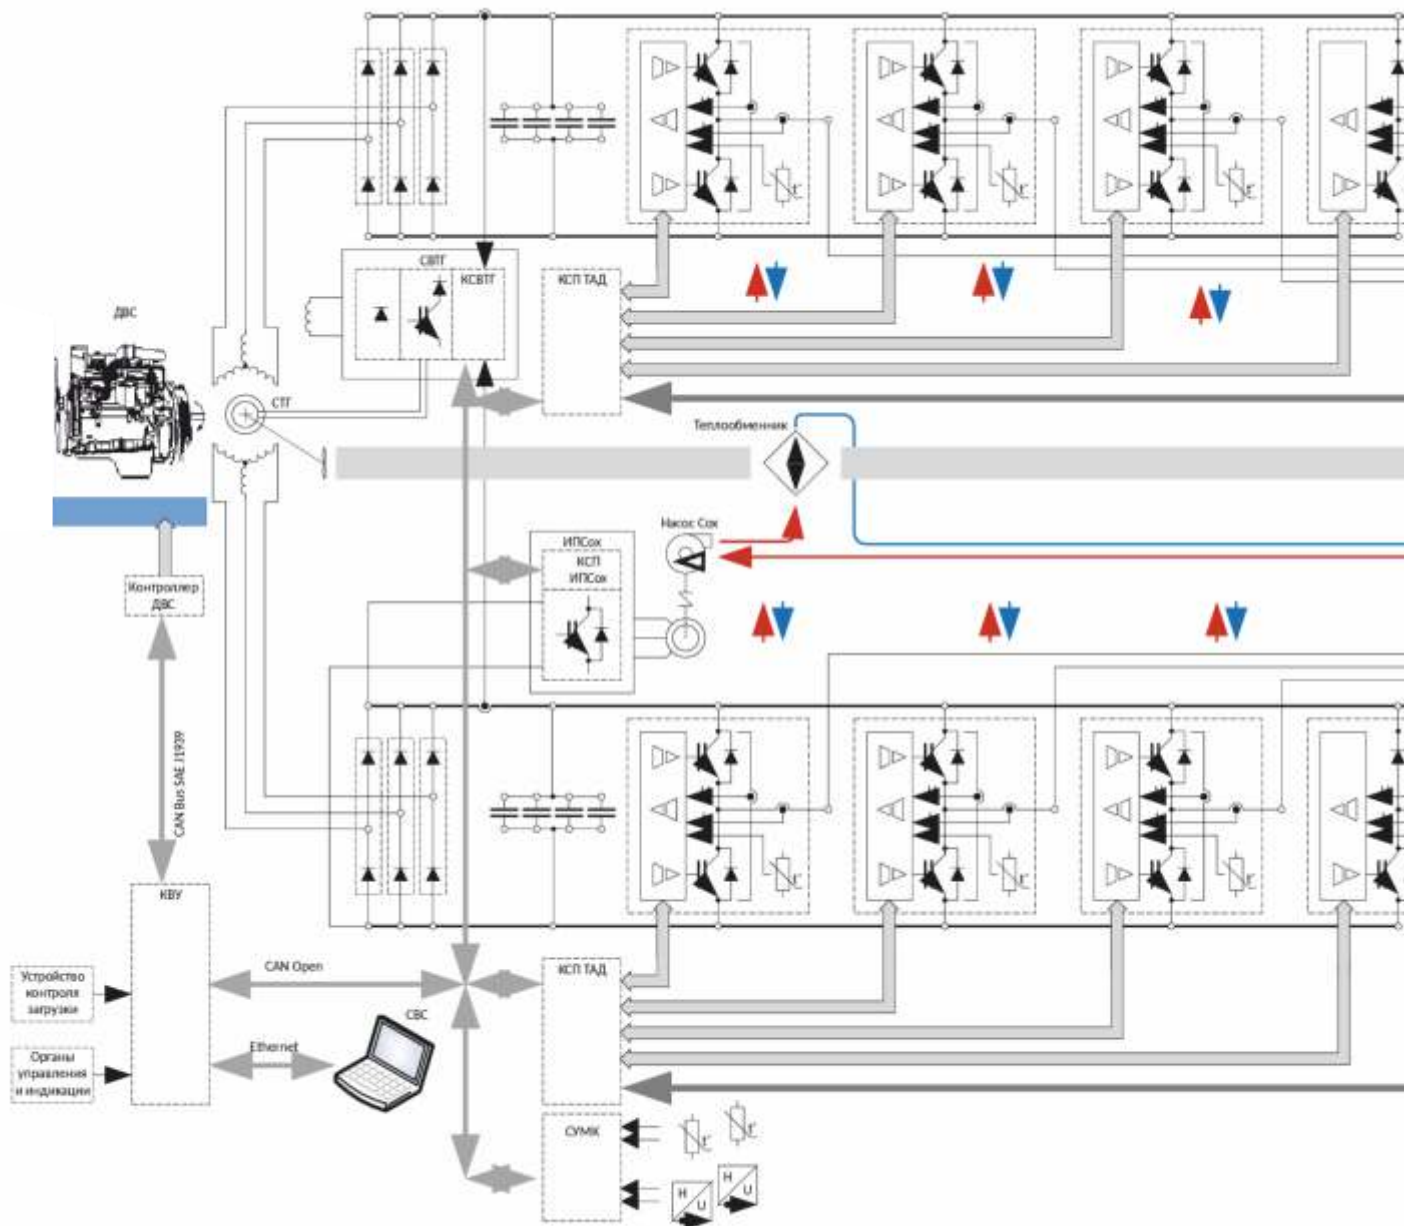 СВТГ
КСВТГ
КСП ТАД
ДВС
СТГ
Теплообменник
Насос Сох
ИПСох
КСП
ИПСох
Контроллер
ДВС
CAN Bus SAE J1939
КВУ
CAN Open
КСП ТАД
Устройство
контроля
загрузки
СВС
Ethernet
Органы
управления
и индикации
СУМК
t°
t°
H
U
H
U